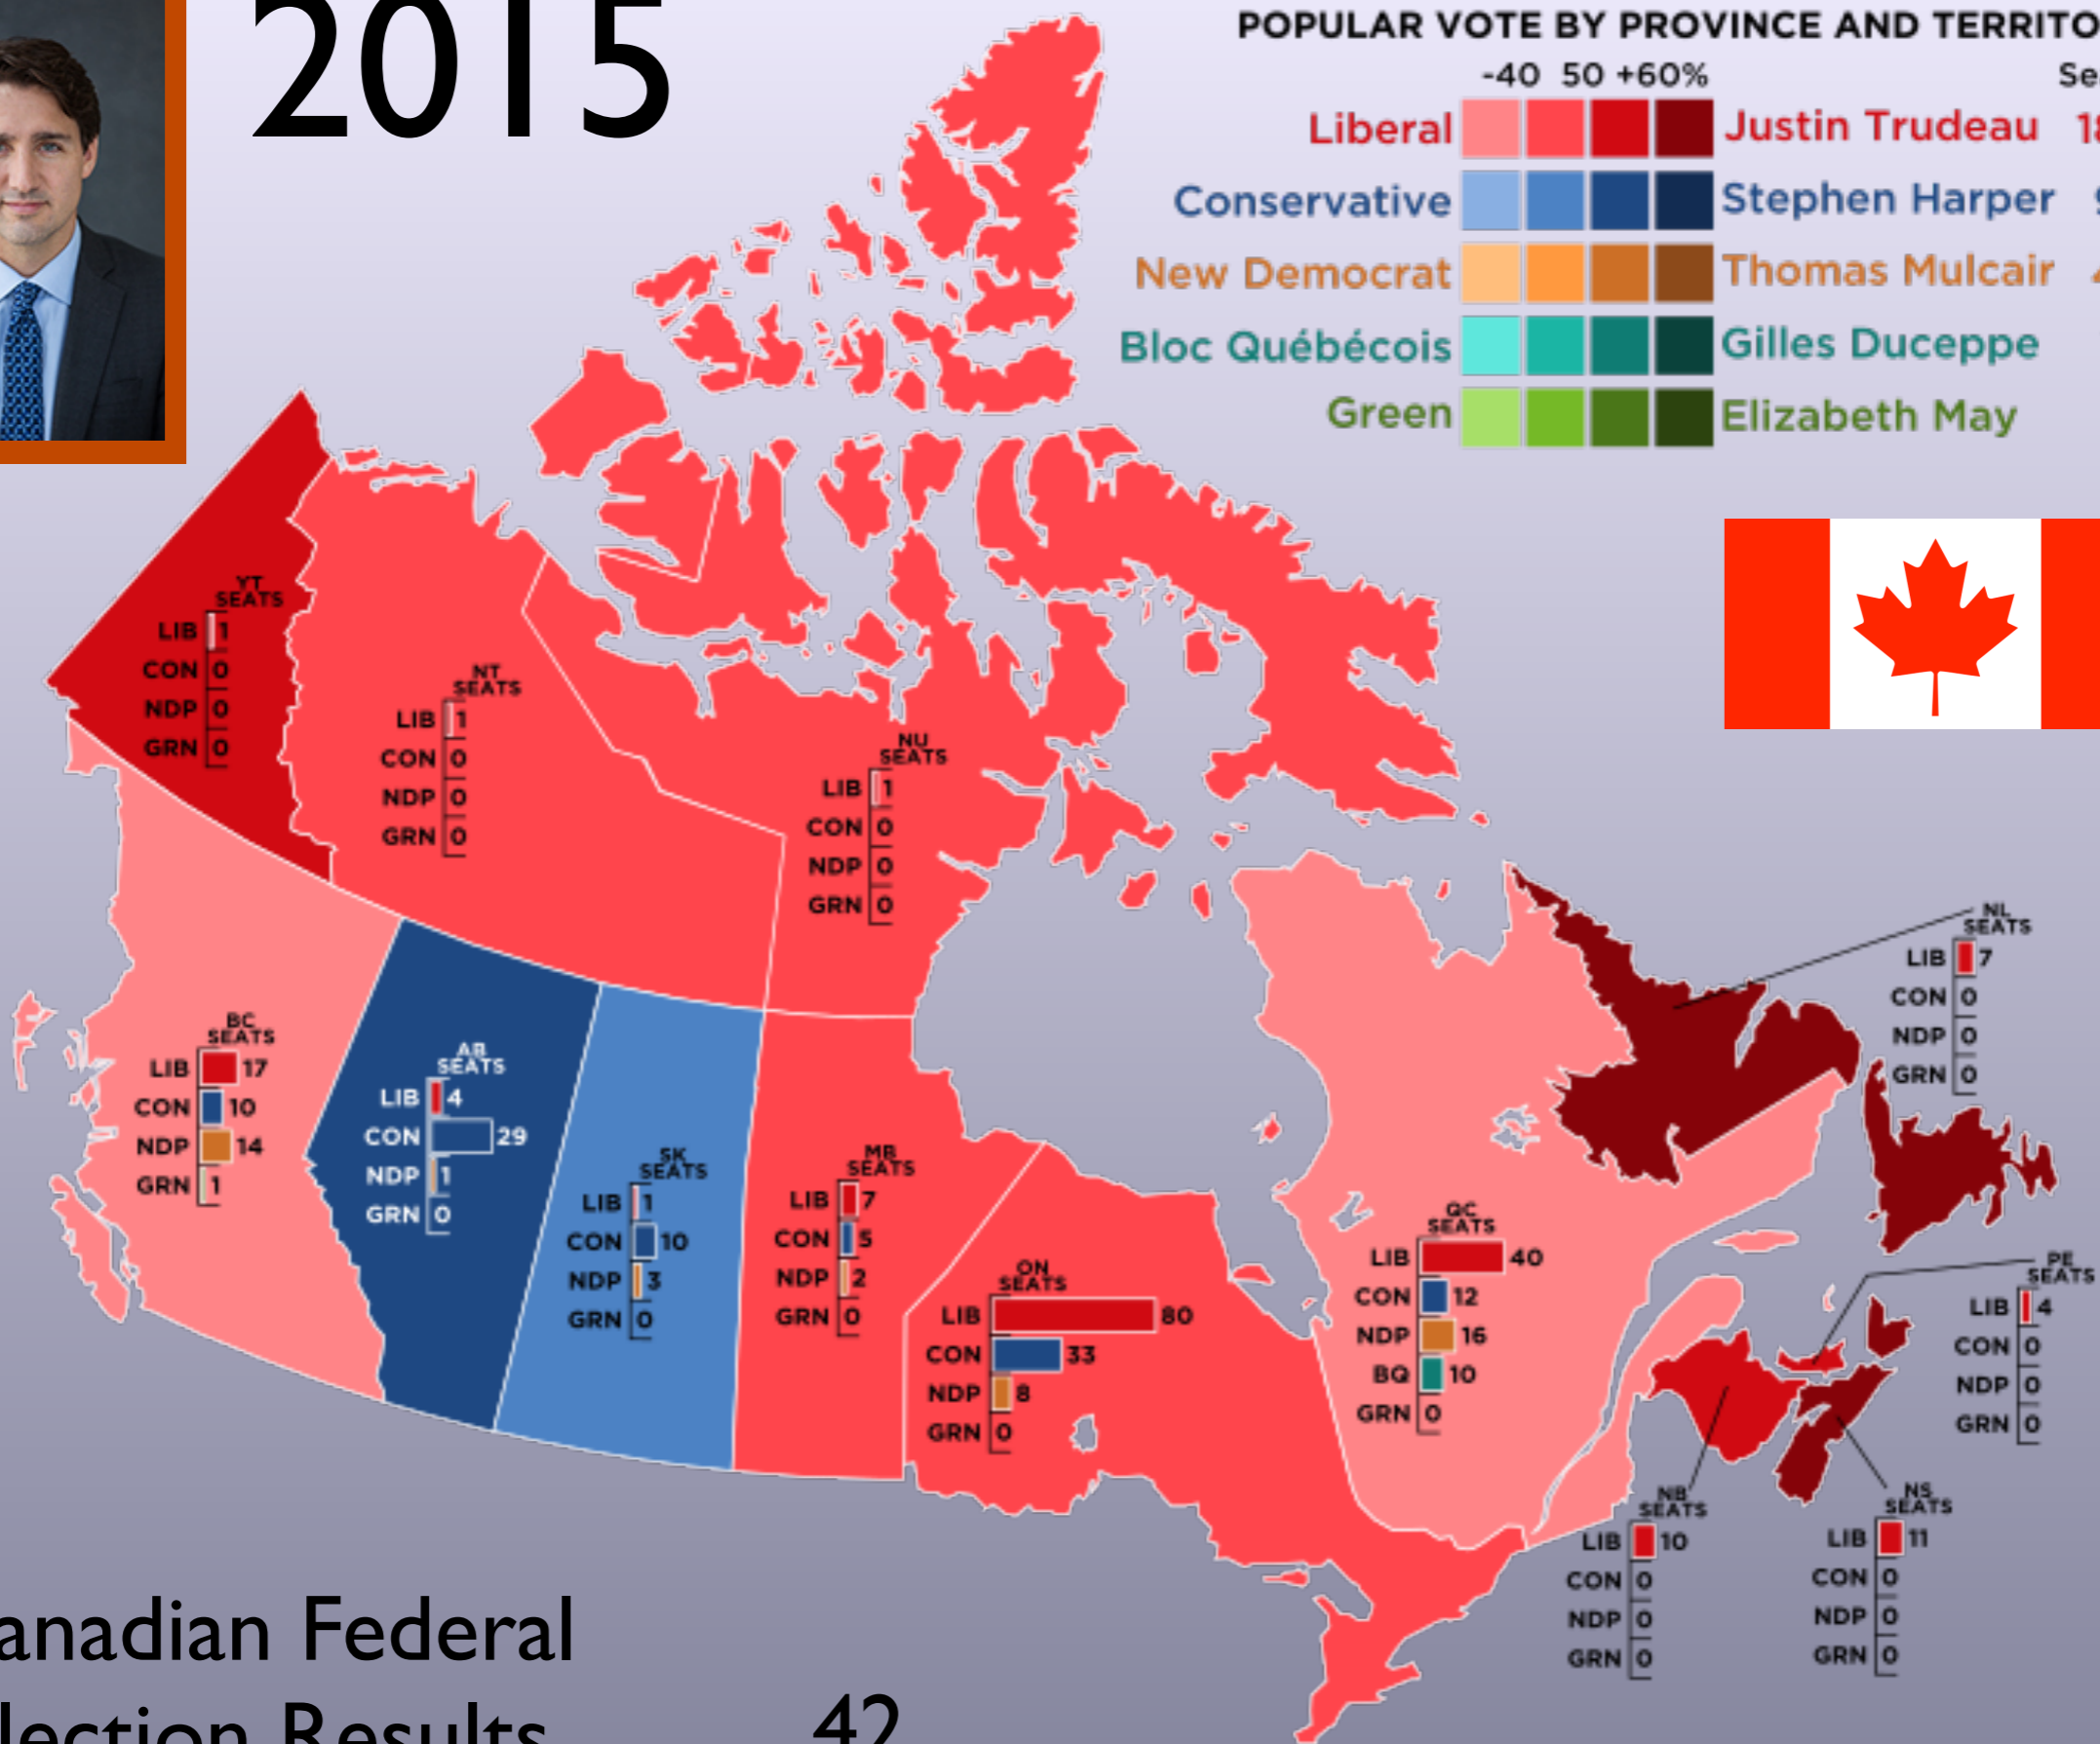 2015
POPULAR VOTE BY PROVINCE AND TERRITO
-40 50 +60% Se
Liberal Justin Trudeau 18
Conservative Stephen Harper 9
New Democrat Thomas Mulcair 4
Bloc Québécois Gilles Duceppe
Green Elizabeth May
YT
SEATS
LIB 1
CON 0
NDP 0
GRN 0
NT
SEATS
LIB 1
CON 0
NDP 0
GRN 0
NU
SEATS
LIB 1
CON 0
NDP 0
GRN 0
NL
SEATS
LIB 7
CON 0
NDP 0
GRN 0
BC
SEATS
LIB 17
CON 10
NDP 14
GRN 1
AB
SEATS
LIB 4
CON 29
NDP 1
GRN 0
SK
SEATS
LIB 1
CON 10
NDP 3
GRN 0
MB
SEATS
LIB 7
CON 5
NDP 2
GRN 0
ON
SEATS
LIB 80
CON 33
NDP 8
GRN 0
QC
SEATS
LIB 40
CON 12
NDP 16
BQ 10
GRN 0
PE
SEATS
LIB 4
CON 0
NDP 0
GRN 0
NB
SEATS
LIB 10
CON 0
NDP 0
GRN 0
NS
SEATS
LIB 11
CON 0
NDP 0
GRN 0
anadian Federal
lection Results
42